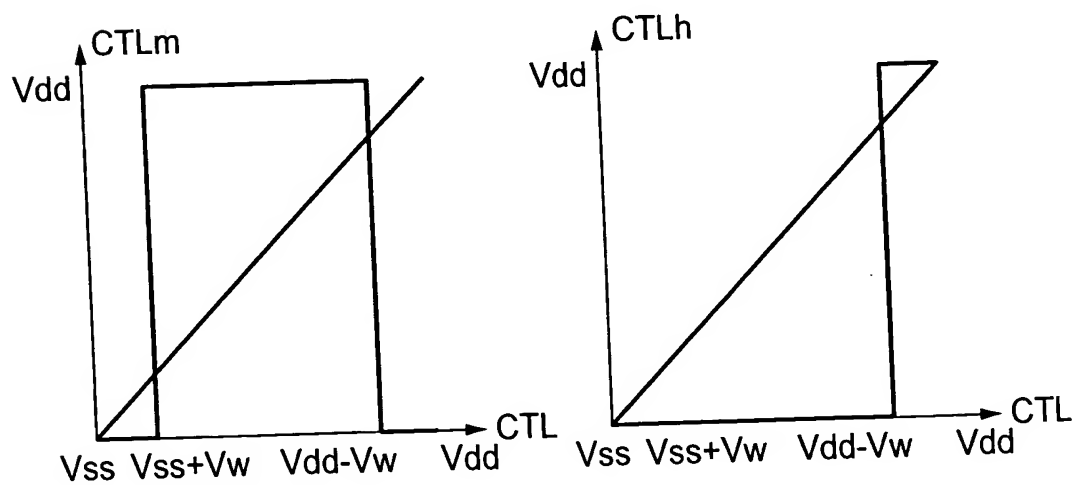 CTLm
Vdd
CTL
Vss Vss+Vw Vdd-Vw Vdd
CTLh
Vdd
CTL
Vss Vss+Vw Vdd-Vw Vdd